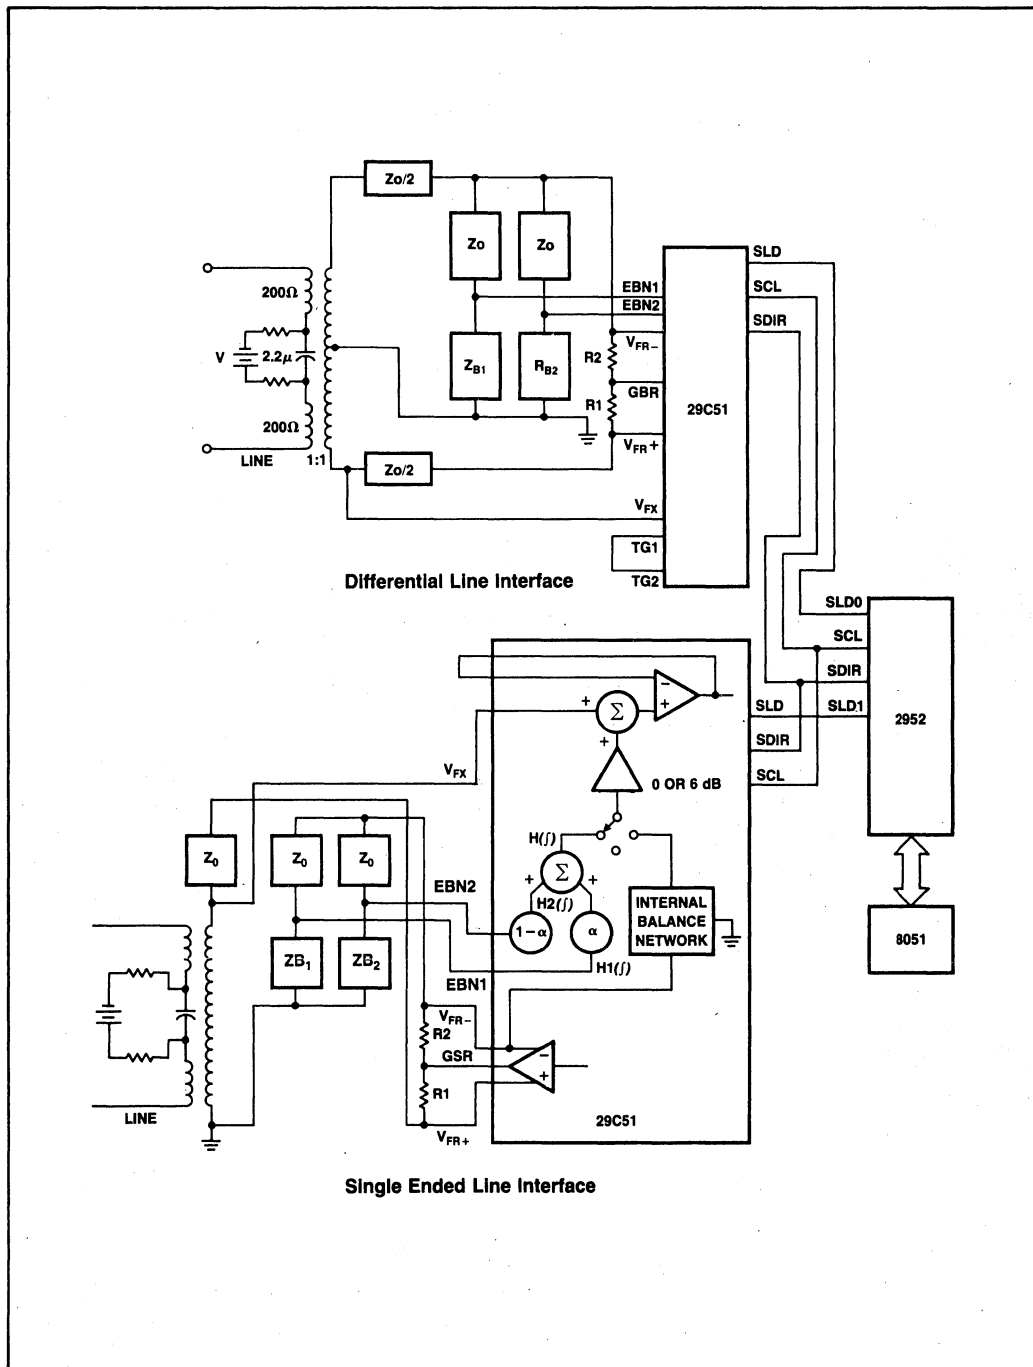 Zo/2
Zo
Zo
200Ω
V
2.2μ
200Ω
LINE
1:1
ZB1
RB2
Zo/2
EBN1
EBN2
VFR−
R2
GBR
R1
VFR+
VFX
TG1
TG2
29C51
SLD
SCL
SDIR
Differential Line Interface
SLD0
SCL
SDIR
SLD1
2952
8051
SLD
SDIR
SCL
VFX
−
+
+
Σ
+
0 OR 6 dB
H(∫)
Z0
Z0
Z0
EBN2
+
Σ
+
H2(∫)
1−α
α
INTERNAL
BALANCE
NETWORK
H1(∫)
ZB1
ZB2
EBN1
VFR−
R2
GSR
R1
−
+
VFR+
LINE
29C51
Single Ended Line Interface